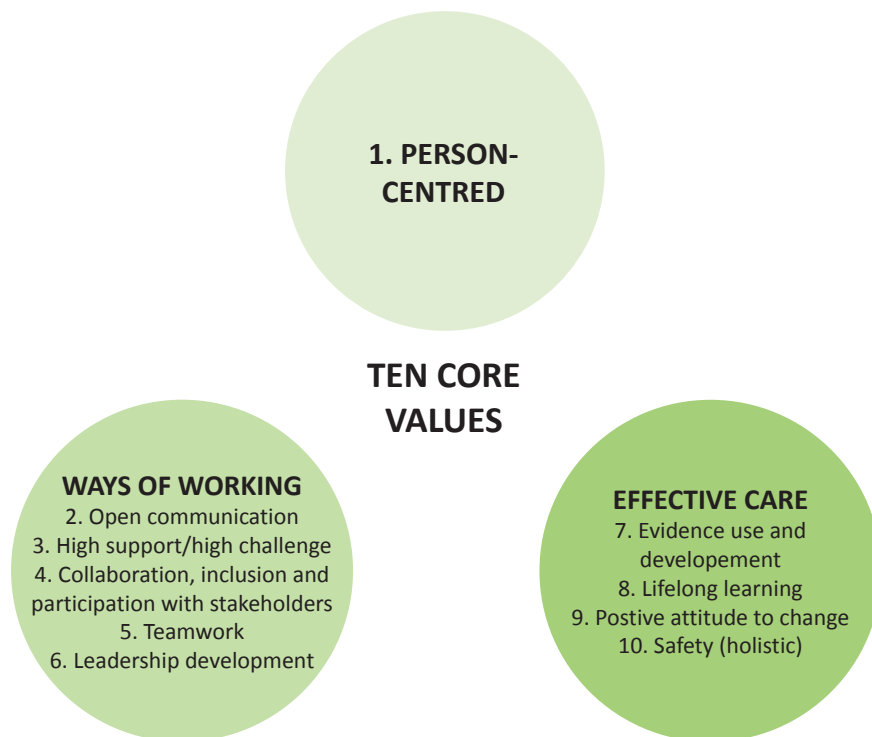 1. PERSON-
CENTRED
TEN CORE
VALUES
WAYS OF WORKING
2. Open communication
3. High support/high challenge
4. Collaboration, inclusion and
participation with stakeholders
5. Teamwork
6. Leadership development
EFFECTIVE CARE
7. Evidence use and
developement
8. Lifelong learning
9. Postive attitude to change
10. Safety (holistic)